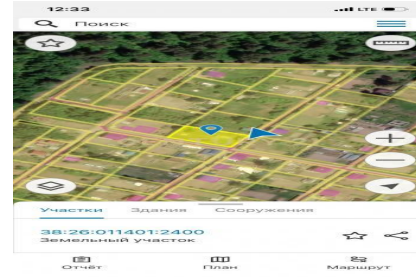 12:33
LTE
Поиск
Участки Здания Сооружения
38:26:011401:2400
Земельный участок
Отчёт План Маршрут